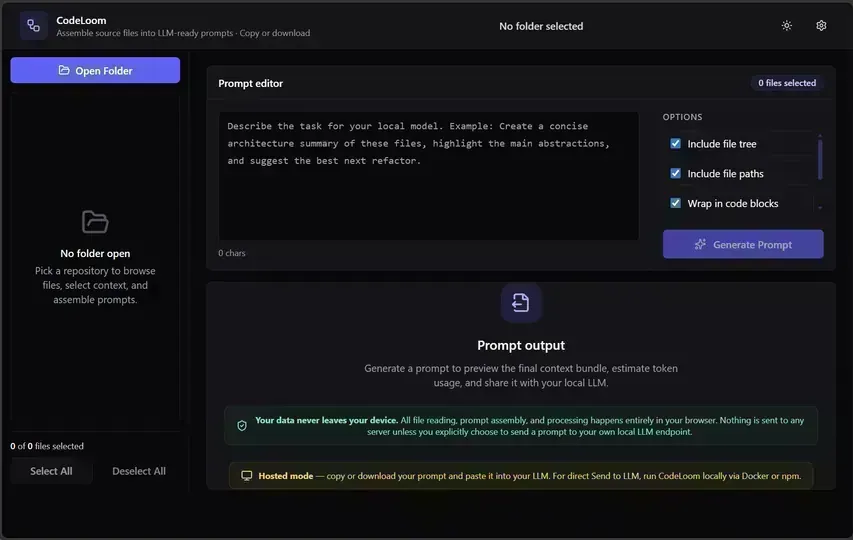 CodeLoom
Assemble source files into LLM-ready prompts · Copy or download
No folder selected
Open Folder
No folder open
Pick a repository to browse
files, select context, and
assemble prompts.
0 of 0 files selected
Select All
Deselect All
Prompt editor
0 files selected
Describe the task for your local model. Example: Create a concise
architecture summary of these files, highlight the main abstractions,
and suggest the best next refactor.
0 chars
OPTIONS
Include file tree
Include file paths
Wrap in code blocks
Generate Prompt
Prompt output
Generate a prompt to preview the final context bundle, estimate token
usage, and share it with your local LLM.
Your data never leaves your device. All file reading, prompt assembly, and processing happens entirely in your browser. Nothing is sent to any
server unless you explicitly choose to send a prompt to your own local LLM endpoint.
Hosted mode — copy or download your prompt and paste it into your LLM. For direct Send to LLM, run CodeLoom locally via Docker or npm.